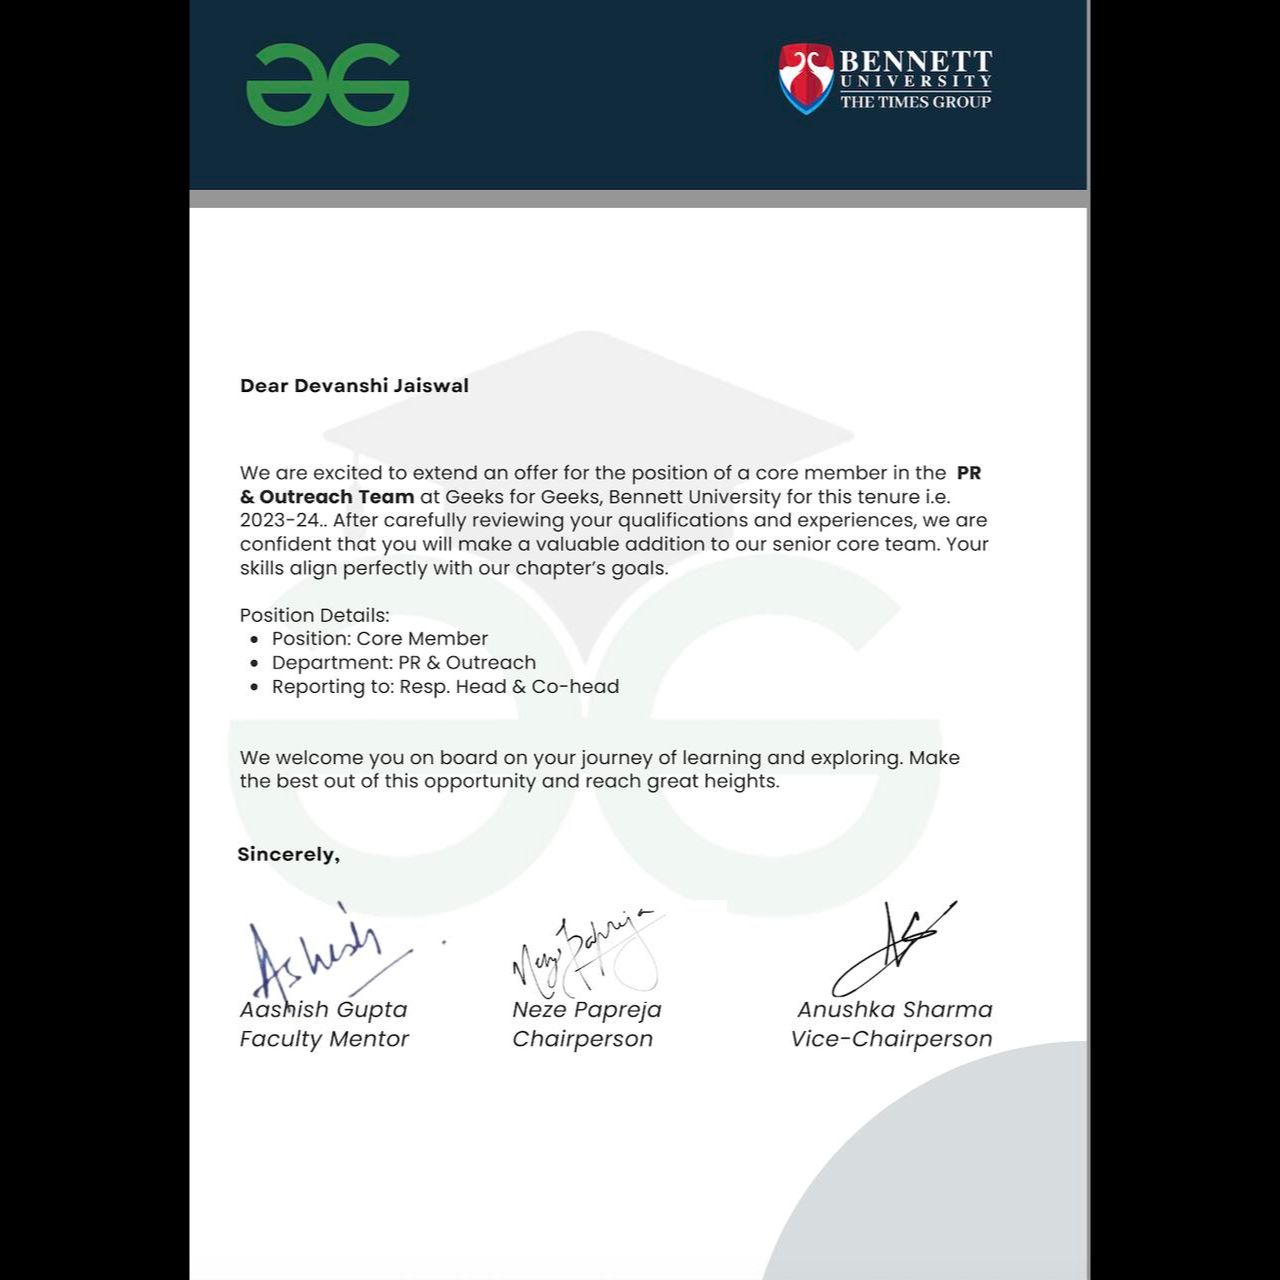 BENNETT
UNIVERSITY
THE TIMES GROUP
Dear Devanshi Jaiswal
We are excited to extend an offer for the position of a core member in the PR
& Outreach Team at Geeks for Geeks, Bennett University for this tenure i.e.
2023-24.. After carefully reviewing your qualifications and experiences, we are
confident that you will make a valuable addition to our senior core team. Your
skills align perfectly with our chapter’s goals.
Position Details:
• Position: Core Member
• Department: PR & Outreach
• Reporting to: Resp. Head & Co-head
We welcome you on board on your journey of learning and exploring. Make
the best out of this opportunity and reach great heights.
Sincerely,
Ashish
Neze Papreja
AS
Aashish Gupta
Faculty Mentor
Neze Papreja
Chairperson
Anushka Sharma
Vice-Chairperson